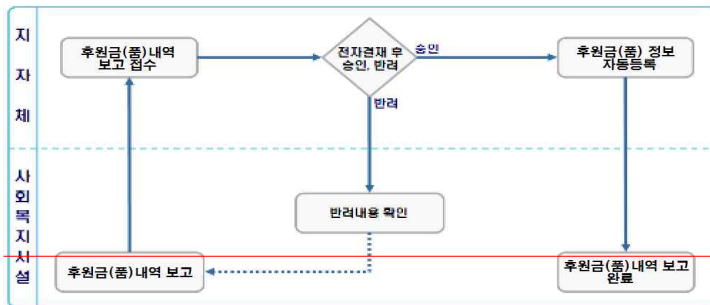 지자체
후원금(품)내역
보고 접수
전자결재 후
승인, 반려
승인
후원금(품) 정보
자동등록
반려
사회복지시설
반려내용 확인
후원금(품)내역 보고
후원금(품)내역 보고
완료